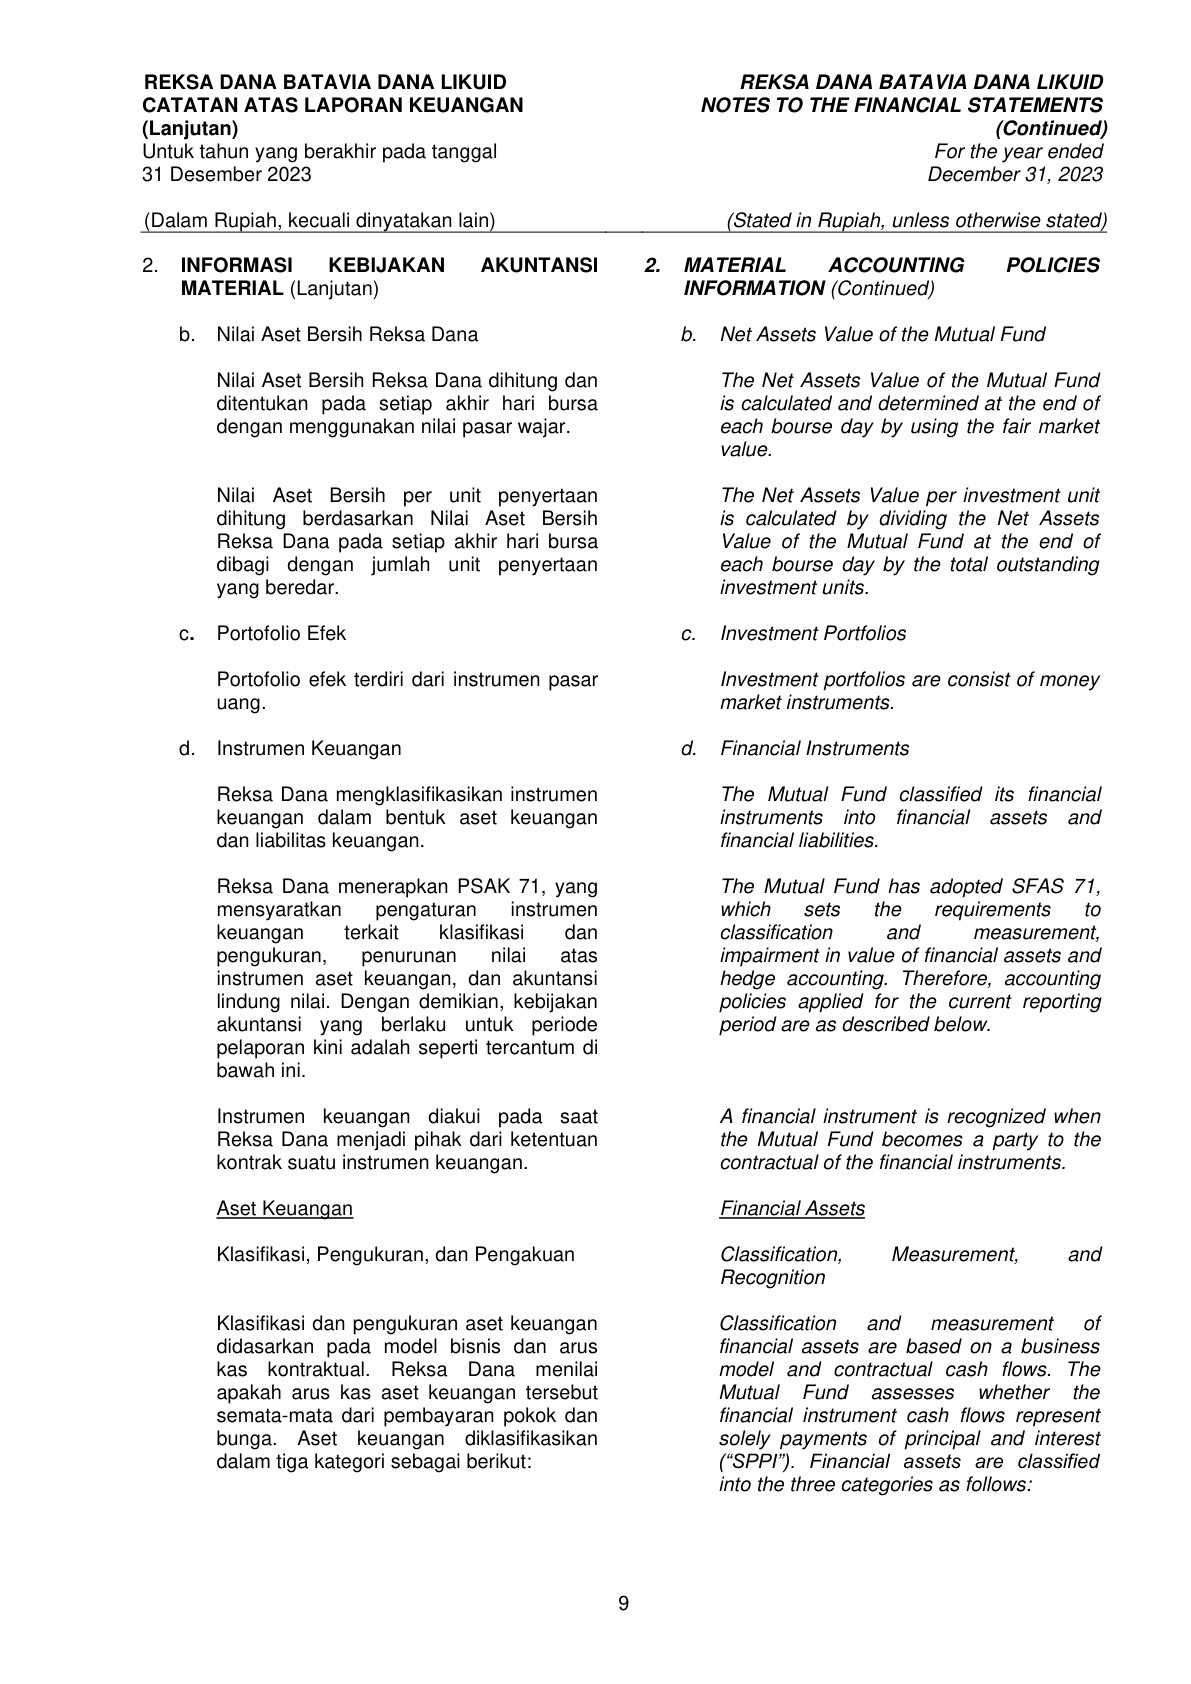 REKSA DANA BATAVIA DANA LIKUID
CATATAN ATAS LAPORAN KEUANGAN
(Lanjutan)
Untuk tahun yang berakhir pada tanggal
31 Desember 2023
(Dalam Rupiah, kecuali dinyatakan lain)
REKSA DANA BATAVIA DANA LIKUID
NOTES TO THE FINANCIAL STATEMENTS
(Continued)
For the year ended
December 31, 2023
(Stated in Rupiah, unless otherwise stated)
2. INFORMASI KEBIJAKAN AKUNTANSI
MATERIAL (Lanjutan)
b. Nilai Aset Bersih Reksa Dana
Nilai Aset Bersih Reksa Dana dihitung dan
ditentukan pada setiap akhir hari bursa
dengan menggunakan nilai pasar wajar.
Nilai Aset Bersih per unit penyertaan
dihitung berdasarkan Nilai Aset Bersih
Reksa Dana pada setiap akhir hari bursa
dibagi dengan jumlah unit penyertaan
yang beredar.
c. Portofolio Efek
Portofolio efek terdiri dari instrumen pasar
uang.
d. Instrumen Keuangan
Reksa Dana mengklasifikasikan instrumen
keuangan dalam bentuk aset keuangan
dan liabilitas keuangan.
Reksa Dana menerapkan PSAK 71, yang
mensyaratkan pengaturan instrumen
keuangan terkait klasifikasi dan
pengukuran, penurunan nilai atas
instrumen aset keuangan, dan akuntansi
lindung nilai. Dengan demikian, kebijakan
akuntansi yang berlaku untuk periode
pelaporan kini adalah seperti tercantum di
bawah ini.
Instrumen keuangan diakui pada saat
Reksa Dana menjadi pihak dari ketentuan
kontrak suatu instrumen keuangan.
Aset Keuangan
Klasifikasi, Pengukuran, dan Pengakuan
Klasifikasi dan pengukuran aset keuangan
didasarkan pada model bisnis dan arus
kas kontraktual. Reksa Dana menilai
apakah arus kas aset keuangan tersebut
semata-mata dari pembayaran pokok dan
bunga. Aset keuangan diklasifikasikan
dalam tiga kategori sebagai berikut:
2. MATERIAL ACCOUNTING POLICIES
INFORMATION (Continued)
b. Net Assets Value of the Mutual Fund
The Net Assets Value of the Mutual Fund
is calculated and determined at the end of
each bourse day by using the fair market
value.
The Net Assets Value per investment unit
is calculated by dividing the Net Assets
Value of the Mutual Fund at the end of
each bourse day by the total outstanding
investment units.
c. Investment Portfolios
Investment portfolios are consist of money
market instruments.
d. Financial Instruments
The Mutual Fund classified its financial
instruments into financial assets and
financial liabilities.
The Mutual Fund has adopted SFAS 71,
which sets the requirements to
classification and measurement,
impairment in value of financial assets and
hedge accounting. Therefore, accounting
policies applied for the current reporting
period are as described below.
A financial instrument is recognized when
the Mutual Fund becomes a party to the
contractual of the financial instruments.
Financial Assets
Classification, Measurement, and
Recognition
Classification and measurement of
financial assets are based on a business
model and contractual cash flows. The
Mutual Fund assesses whether the
financial instrument cash flows represent
solely payments of principal and interest
(“SPPI”). Financial assets are classified
into the three categories as follows:
9